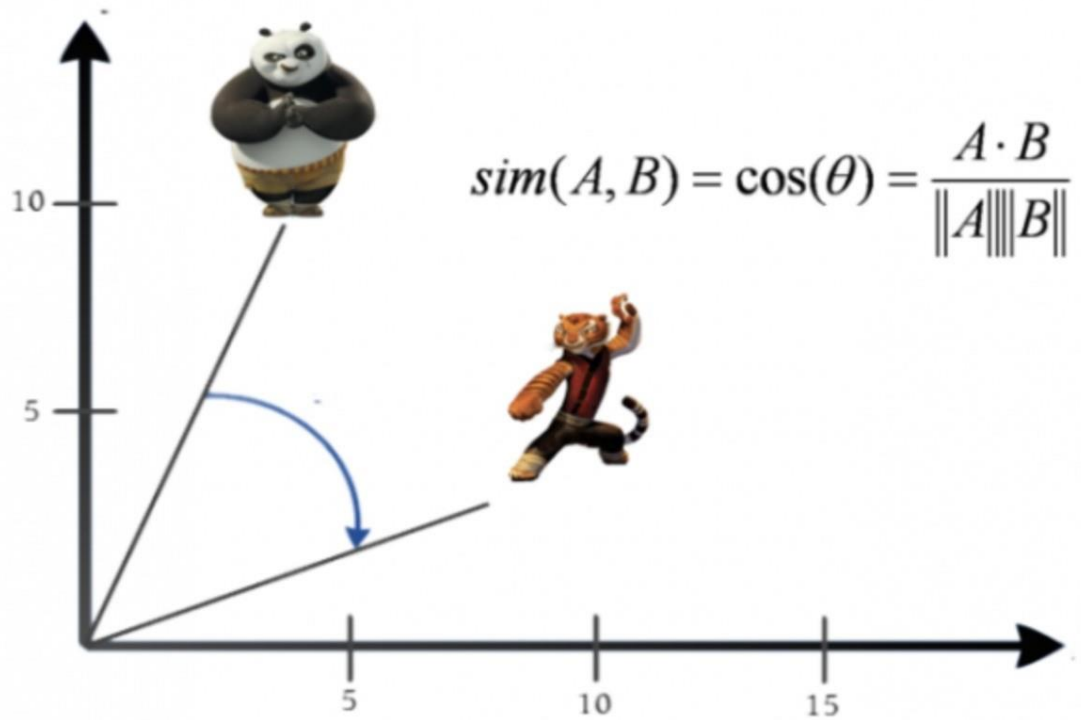 10
sim(A, B) = cos(θ) = A · B / ‖A‖‖B‖
5
5 10 15